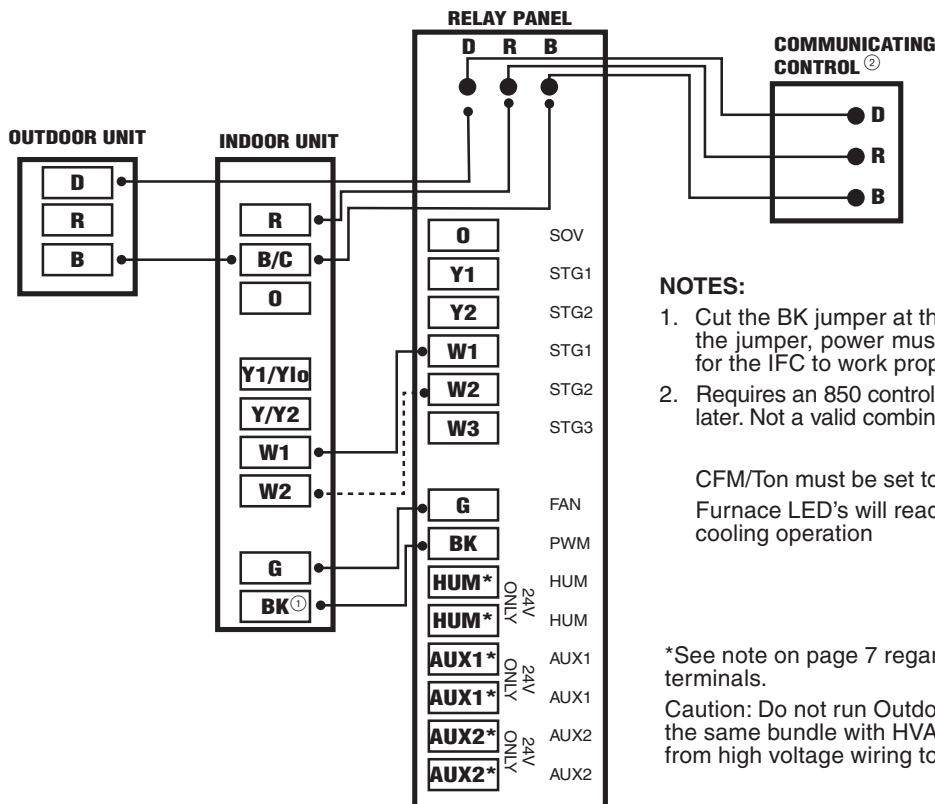 RELAY PANEL
D R B
COMMUNICATING
CONTROL ②
D
R
B
OUTDOOR UNIT
D
R
B
INDOOR UNIT
R
B/C
O
Y1/Ylo
Y/Y2
W1
W2
G
BK①
O SOV
Y1 STG1
Y2 STG2
W1 STG1
W2 STG2
W3 STG3
G FAN
BK PWM
HUM* HUM
HUM* HUM
24V
ONLY
AUX1* AUX1
AUX1* AUX1
24V
ONLY
AUX2* AUX2
AUX2* AUX2
24V
ONLY
NOTES:
1. Cut the BK jumper at th
the jumper, power mus
for the IFC to work prop
2. Requires an 850 control
later. Not a valid combin
CFM/Ton must be set to
Furnace LED's will read
cooling operation
*See note on page 7 regar
terminals.
Caution: Do not run Outdo
the same bundle with HVA
from high voltage wiring to